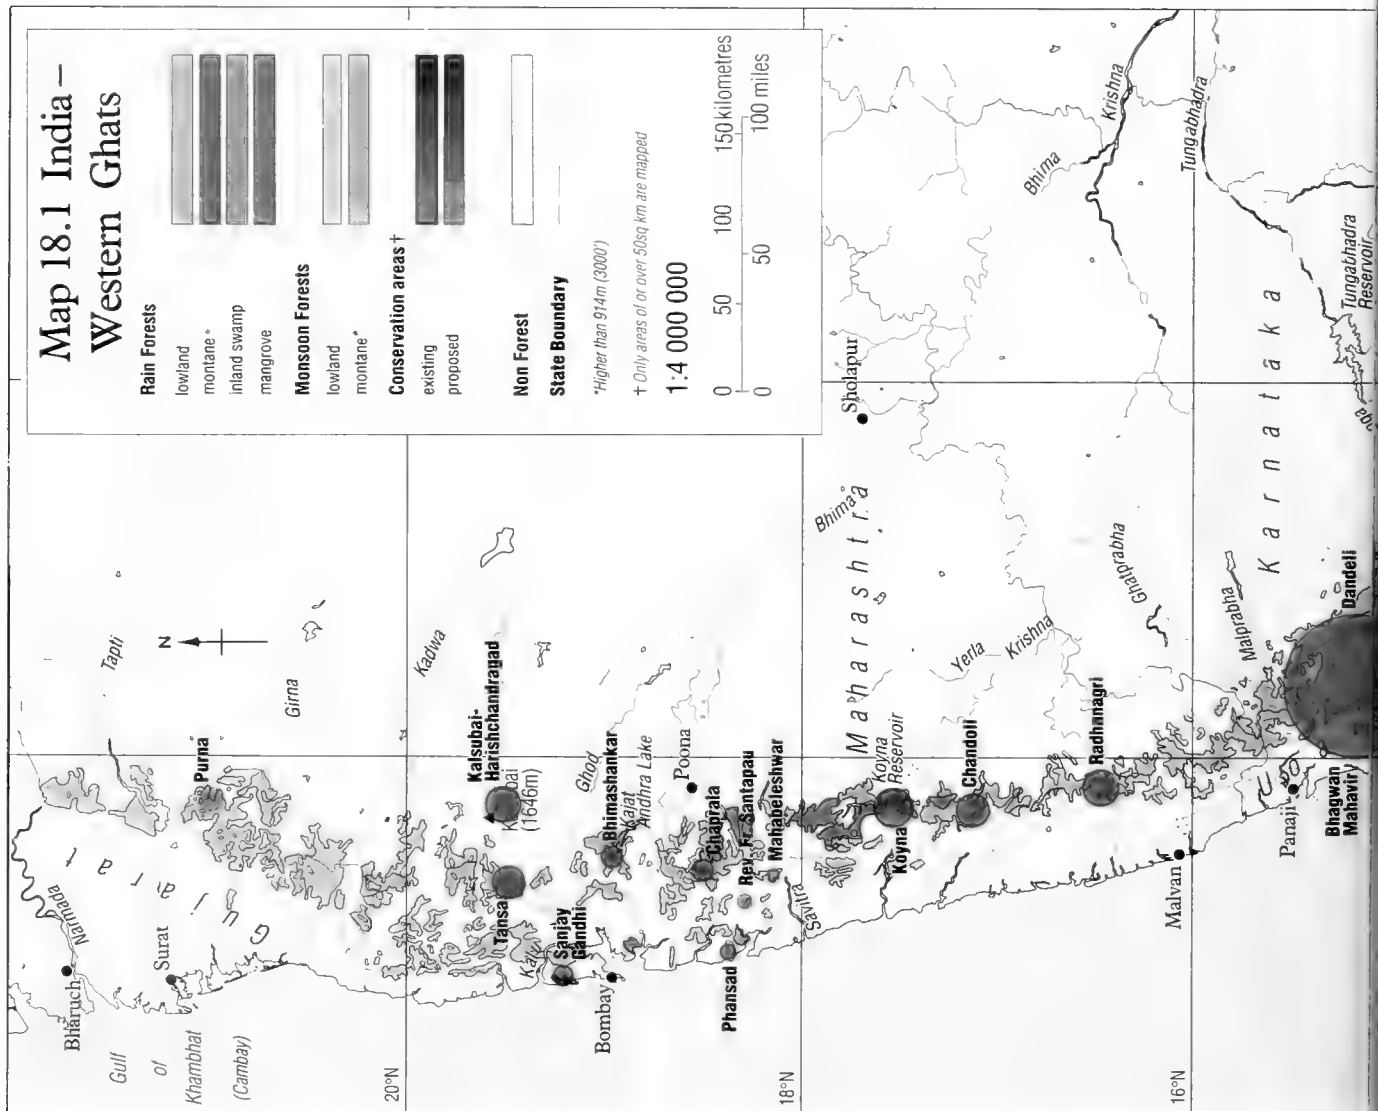 Map 18.1 India –
Western Ghats
Rain Forests
lowland
montane*
inland swamp
mangrove
Monsoon Forests
lowland
montane*
Conservation areas†
existing
proposed
Non Forest
State Boundary
*Higher than 914m (3000')
† Only areas of or over 50sq km are mapped
1:4 000 000
0 50 100 150 kilometres
0 50 100 miles
N
Bharuch
Narmada
Surat
Gujarat
Gulf
of
Khambhat
(Cambay)
Tapti
Purna
Girna
20°N
Kadwa
Kalsubai-
Harishchandragad
(1646m)
Tansa
Kalu
Sanjay
Gandhi
Bombay
Ghod
Bhimashankar
Andhra Lake
Poona
Phansad
Rev. Fr. Santapau
Mahabeleshwar
18°N
Savitra
Maharashtra
Bhima
Sholapur
Koyna
Reservoir
Koyna
Chandoli
Yerla
Krishna
Radhanagri
Ghatprabha
Malprabha
Bhima
Krishna
Tungabhadra
Malvan
16°N
Karnataka
Tungabhadra
Reservoir
Panaji
Dandeli
Bhagwan
Mahavir